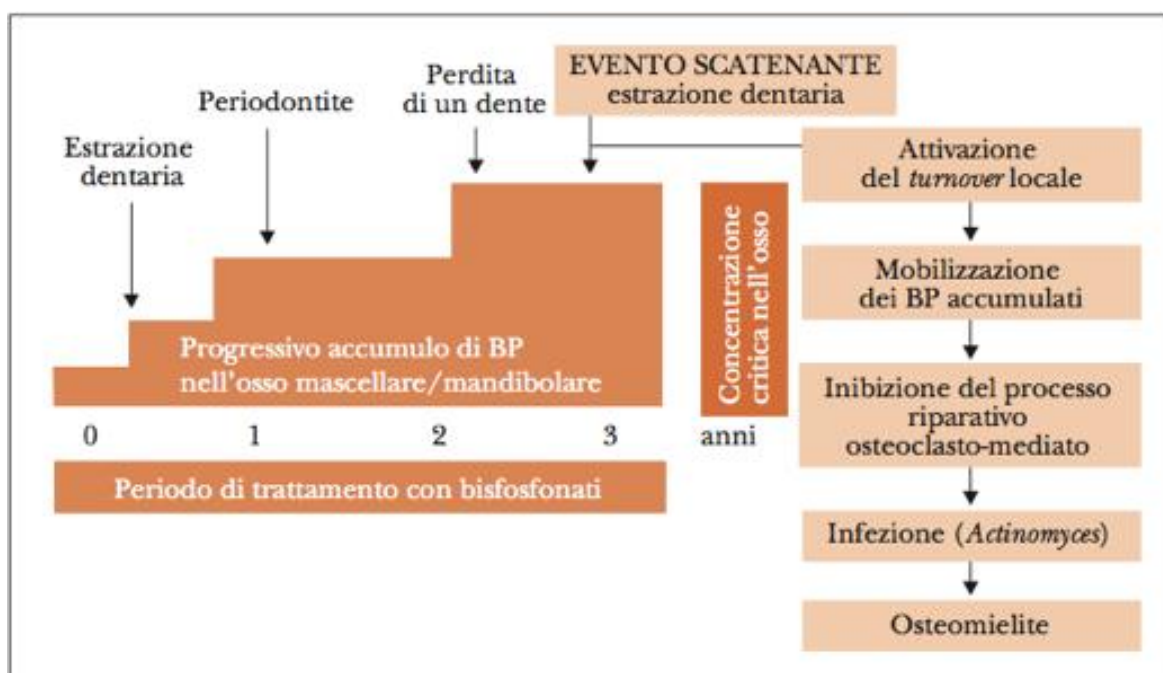 EVENTO SCATENANTE
estrazione dentaria
Perdita
di un dente
Periodontite
Estrazione
dentaria
Attivazione
del turnover locale
Concentrazione
critica nell'osso
Mobilizzazione
dei BP accumulati
Progressivo accumulo di BP
nell'osso mascellare/mandibolare
Inibizione del processo
riparativo
osteoclasto-mediato
0 1 2 3 anni
Periodo di trattamento con bisfosfonati
Infezione (Actinomyces)
Osteomielite